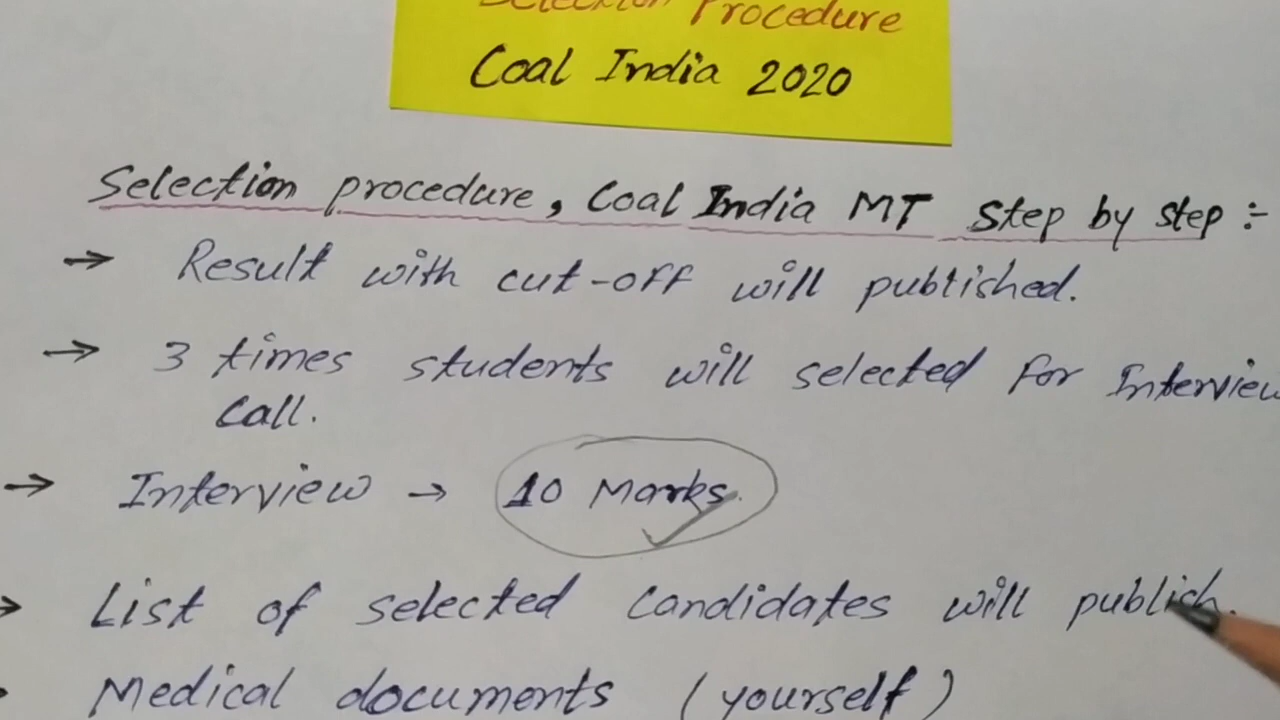 Selection Procedure
Coal India 2020
Selection procedure, Coal India MT Step by step :-
→ Result with cut-off will published.
→ 3 times students will selected for Interview
Call.
→ Interview → 10 Marks.
→ List of selected Candidates will publish.
Medical documents (yourself)